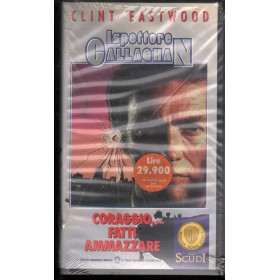 CLINT EASTWOOD
Ispettore
CALLAGHAN
Lire
29.900
CORAGGIO...
FATTI
AMMAZZARE
SCUDI